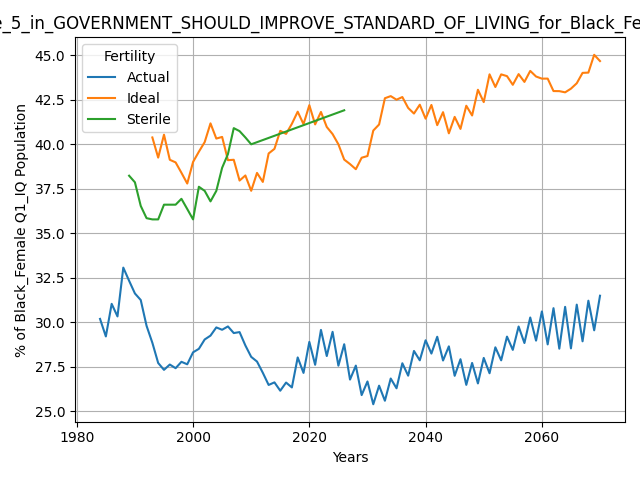 e_5_in_GOVERNMENT_SHOULD_IMPROVE_STANDARD_OF_LIVING_for_Black_Fe
Fertility
Actual
Ideal
Sterile
% of Black_Female Q1_IQ Population
45.0
42.5
40.0
37.5
35.0
32.5
30.0
27.5
25.0
1980
2000
2020
2040
2060
Years